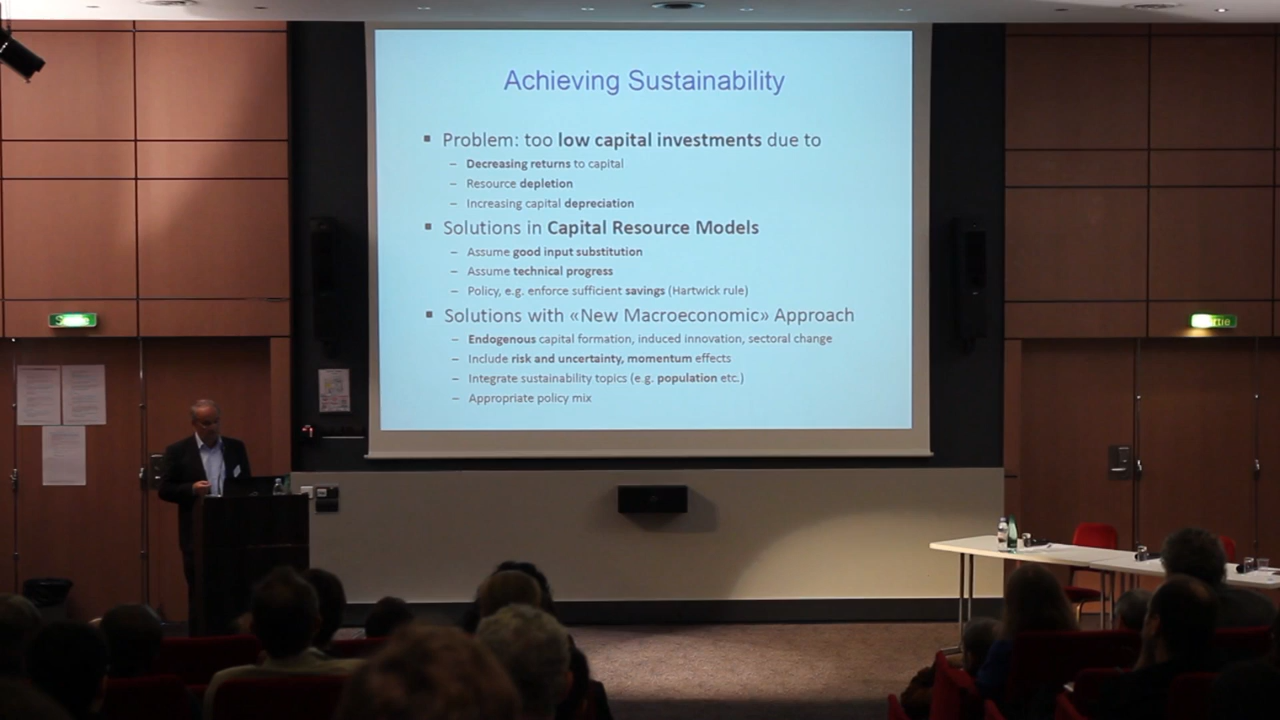 Achieving Sustainability
▪ Problem: too low capital investments due to
– Decreasing returns to capital
– Resource depletion
– Increasing capital depreciation
▪ Solutions in Capital Resource Models
– Assume good input substitution
– Assume technical progress
– Policy, e.g. enforce sufficient savings (Hartwick rule)
▪ Solutions with «New Macroeconomic» Approach
– Endogenous capital formation, induced innovation, sectoral change
– Include risk and uncertainty, momentum effects
– Integrate sustainability topics (e.g. population etc.)
– Appropriate policy mix